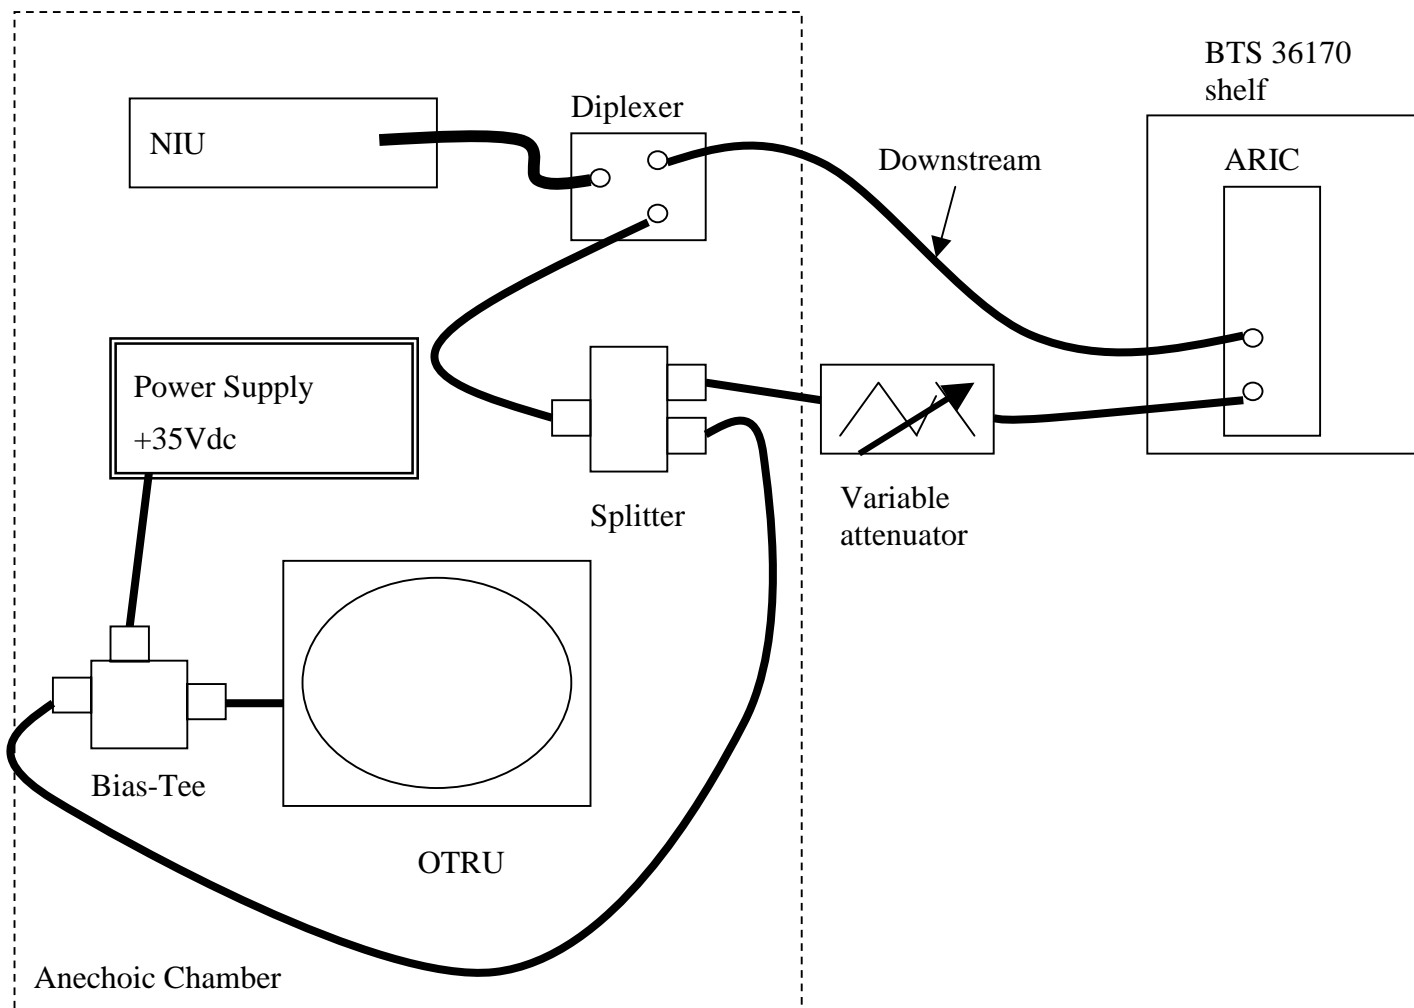 BTS 36170
shelf
Diplexer
NIU
Downstream
ARIC
Power Supply
+35Vdc
Splitter
Variable
attenuator
Bias-Tee
OTRU
Anechoic Chamber